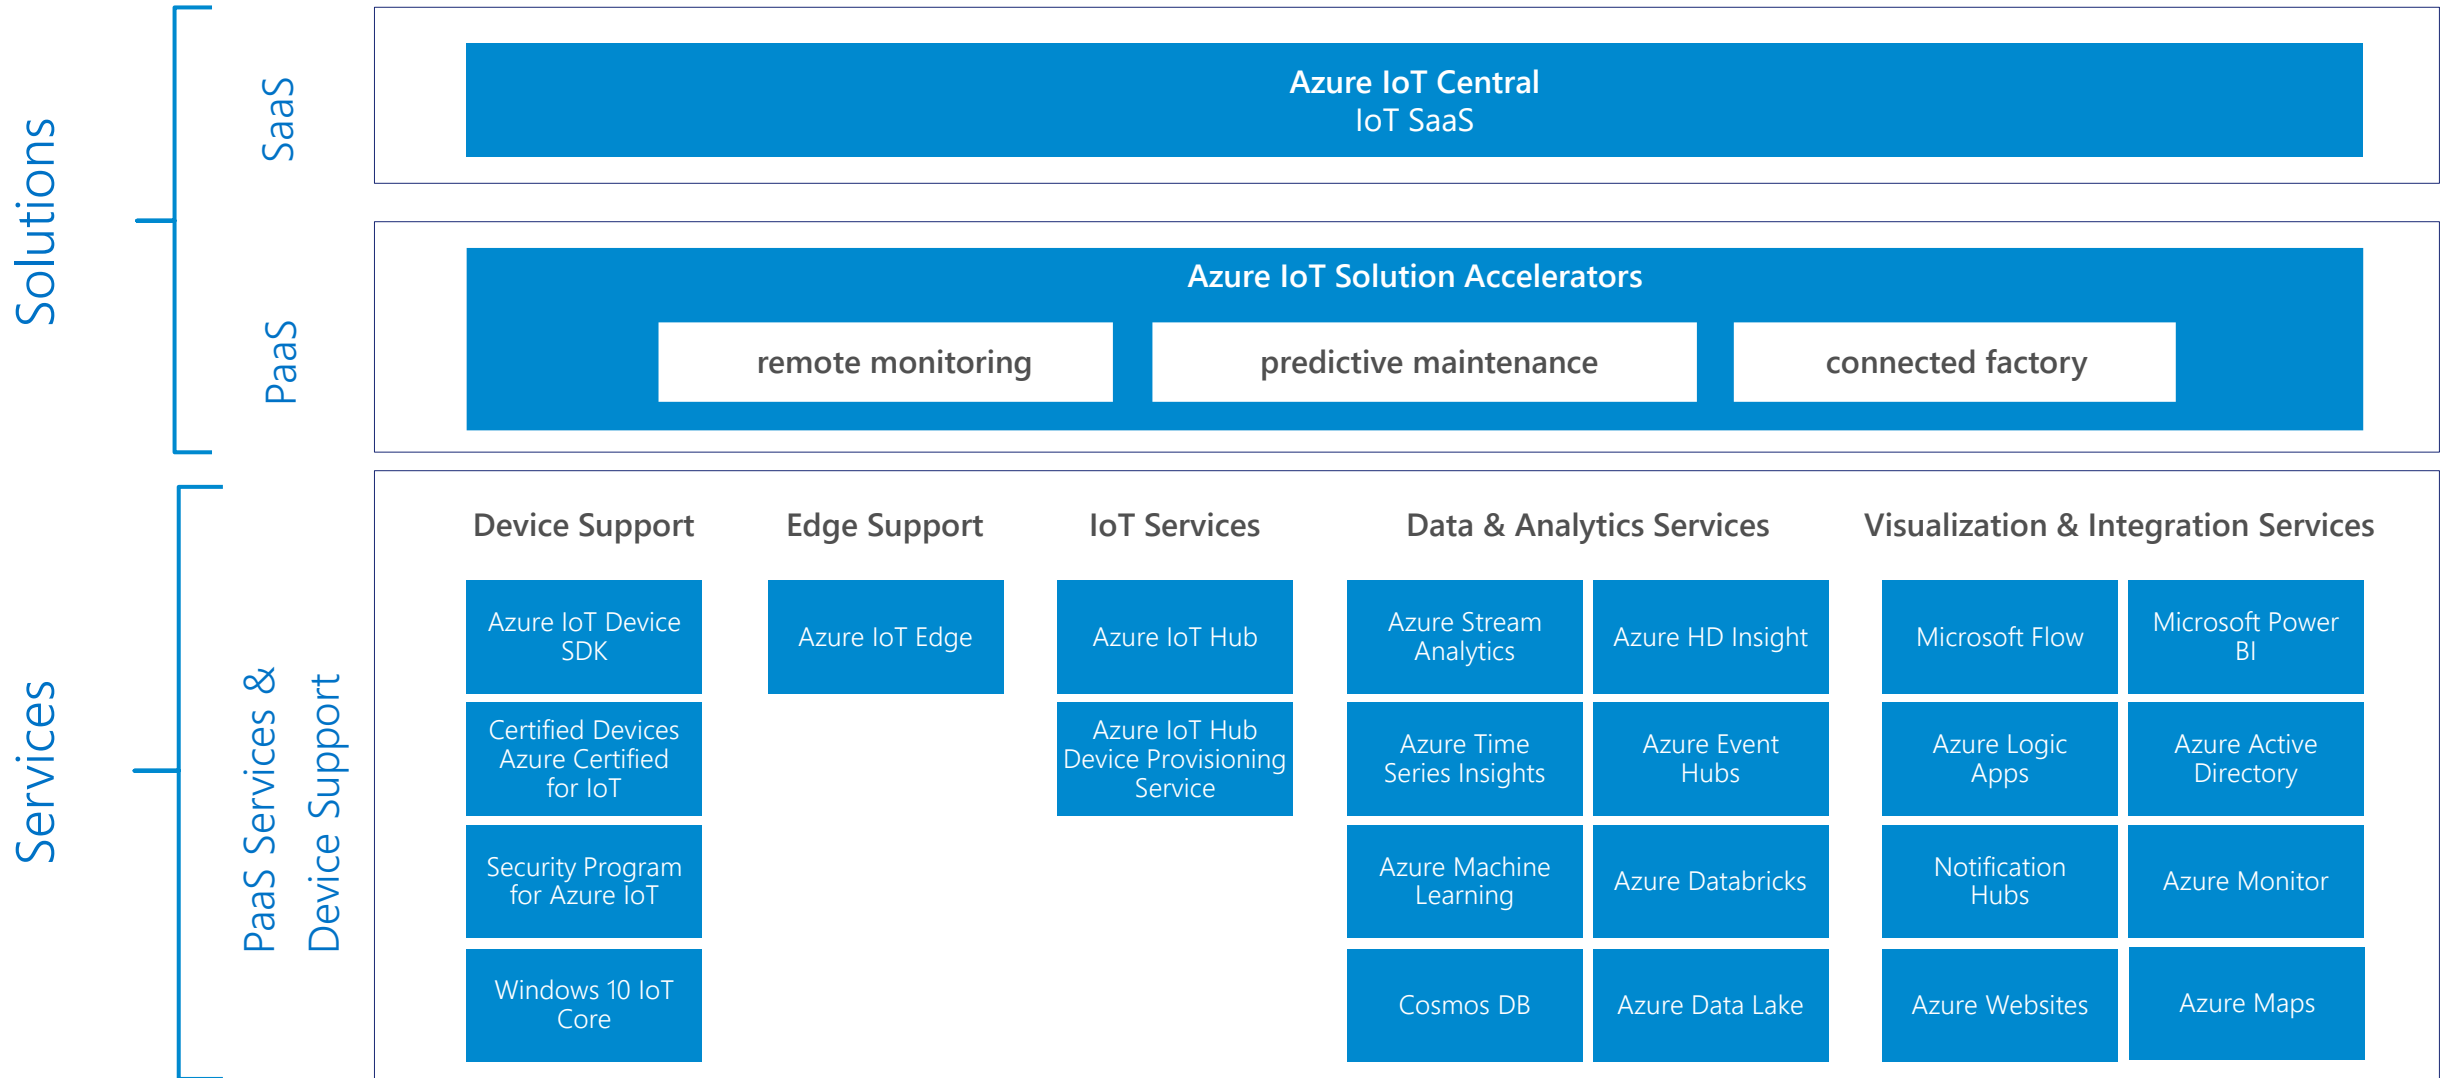 Solutions
SaaS
Azure IoT Central
IoT SaaS
PaaS
Azure IoT Solution Accelerators
remote monitoring
predictive maintenance
connected factory
Services
PaaS Services &
Device Support
Device Support
Azure IoT Device
SDK
Certified Devices
Azure Certified
for IoT
Security Program
for Azure IoT
Windows 10 IoT
Core
Edge Support
Azure IoT Edge
IoT Services
Azure IoT Hub
Azure IoT Hub
Device Provisioning
Service
Data & Analytics Services
Azure Stream
Analytics
Azure HD Insight
Azure Time
Series Insights
Azure Event
Hubs
Azure Machine
Learning
Azure Databricks
Cosmos DB
Azure Data Lake
Visualization & Integration Services
Microsoft Flow
Microsoft Power
BI
Azure Logic
Apps
Azure Active
Directory
Notification
Hubs
Azure Monitor
Azure Websites
Azure Maps